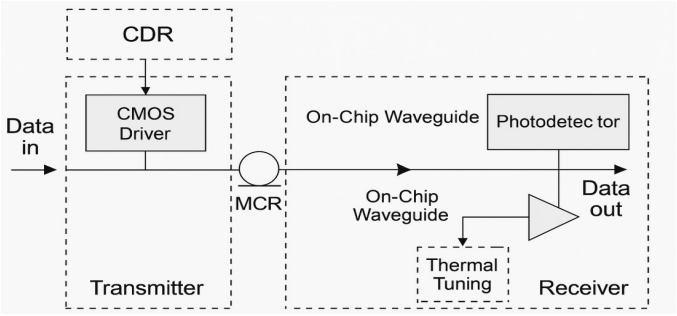 CDR
CMOS
Driver
Data
in
On-Chip Waveguide
Photodetec tor
MCR
On-Chip
Waveguide
Data
out
Thermal
Tuning
Transmitter
Receiver